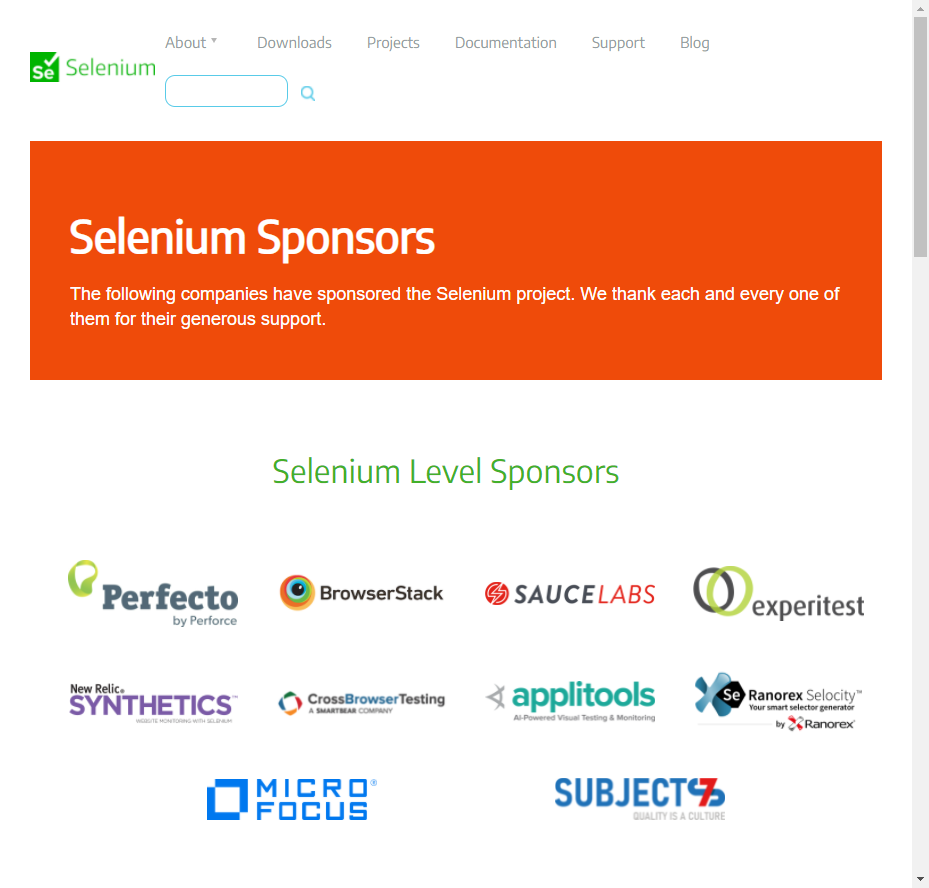 About Downloads Projects Documentation Support Blog
Se Selenium
Selenium Sponsors
The following companies have sponsored the Selenium project. We thank each and every one of
them for their generous support.
Selenium Level Sponsors
Perfecto
by Perforce
BrowserStack
SAUCELABS
experitest
New Relic®
SYNTHETICS™
WEBSITE MONITORING WITH SELENIUM
CrossBrowserTesting
A SMARTBEAR COMPANY
applitools
AI-Powered Visual Testing & Monitoring
Se Ranorex Selocity™
Your smart selector generator
by Ranorex®
MICRO®
FOCUS
SUBJECT7
QUALITY IS A CULTURE